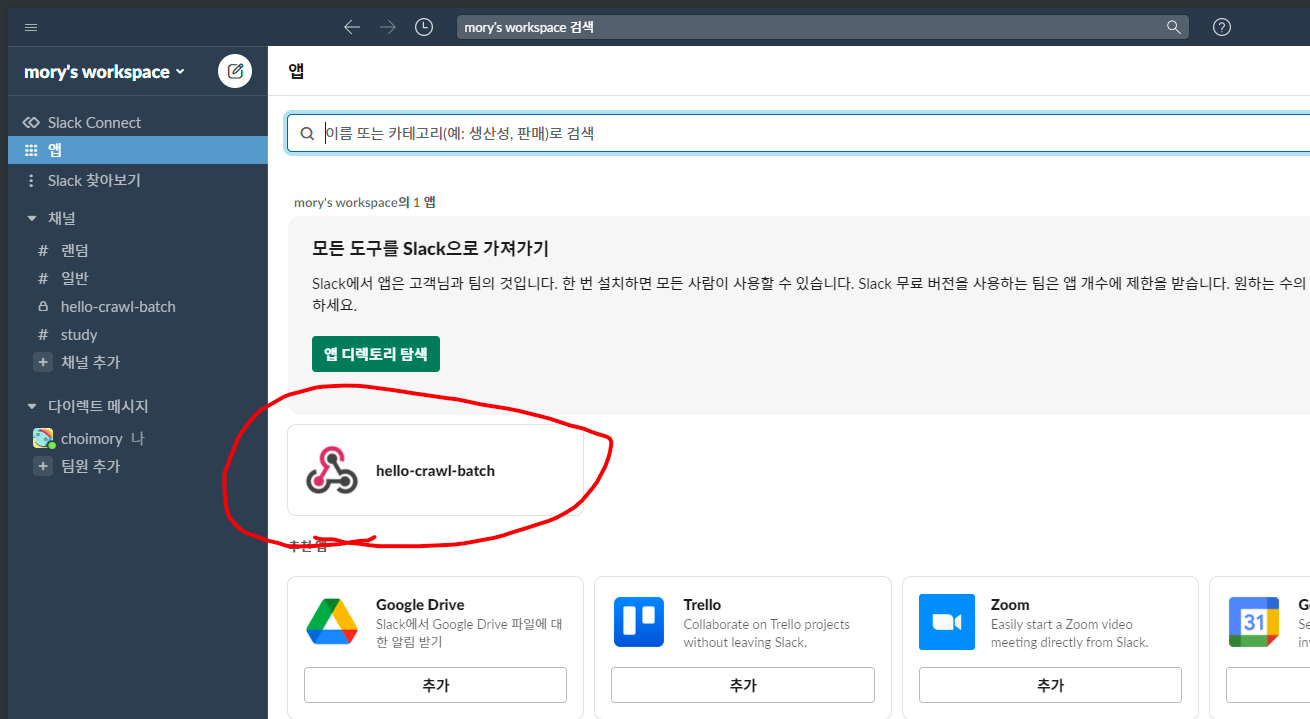 mory's workspace 검색
mory's workspace
앱
Slack Connect
앱
Slack 찾아보기
채널
# 랜덤
# 일반
hello-crawl-batch
# study
+ 채널 추가
다이렉트 메시지
choimory 나
+ 팀원 추가
이름 또는 카테고리(예: 생산성, 판매)로 검색
mory's workspace의 1 앱
모든 도구를 Slack으로 가져가기
Slack에서 앱은 고객님과 팀의 것입니다. 한 번 설치하면 모든 사람이 사용할 수 있습니다. Slack 무료 버전을 사용하는 팀은 앱 개수에 제한을 받습니다. 원하는 수의
하세요.
앱 디렉토리 탐색
hello-crawl-batch
추천 앱
Google Drive
Slack에서 Google Drive 파일에 대
한 알림 받기
추가
Trello
Collaborate on Trello projects
without leaving Slack.
추가
Zoom
Easily start a Zoom video
meeting directly from Slack.
추가
31